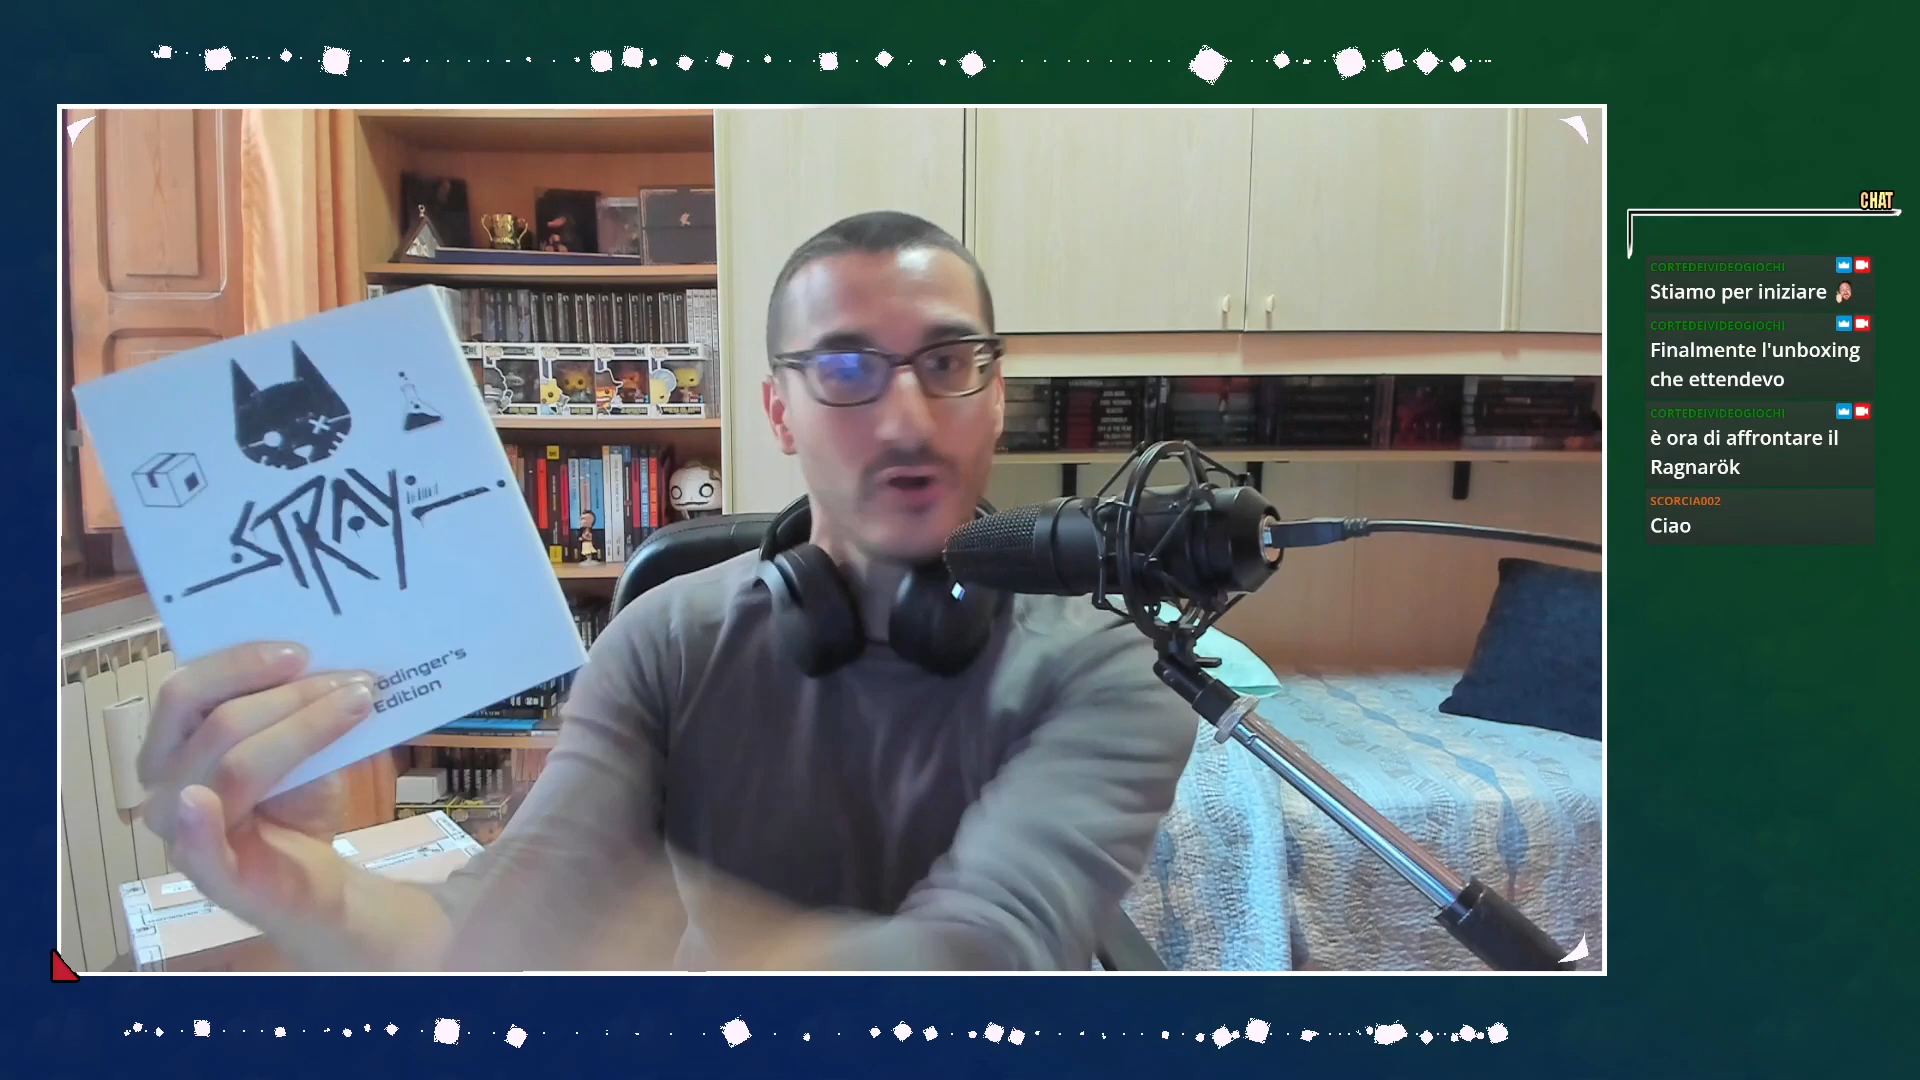 STRAY
rödinger's
Edition
CHAT
CORTEDEIVIDEOGIOCHI
Stiamo per iniziare
CORTEDEIVIDEOGIOCHI
Finalmente l'unboxing
che ettendevo
CORTEDEIVIDEOGIOCHI
è ora di affrontare il
Ragnarök
SCORCIA002
Ciao